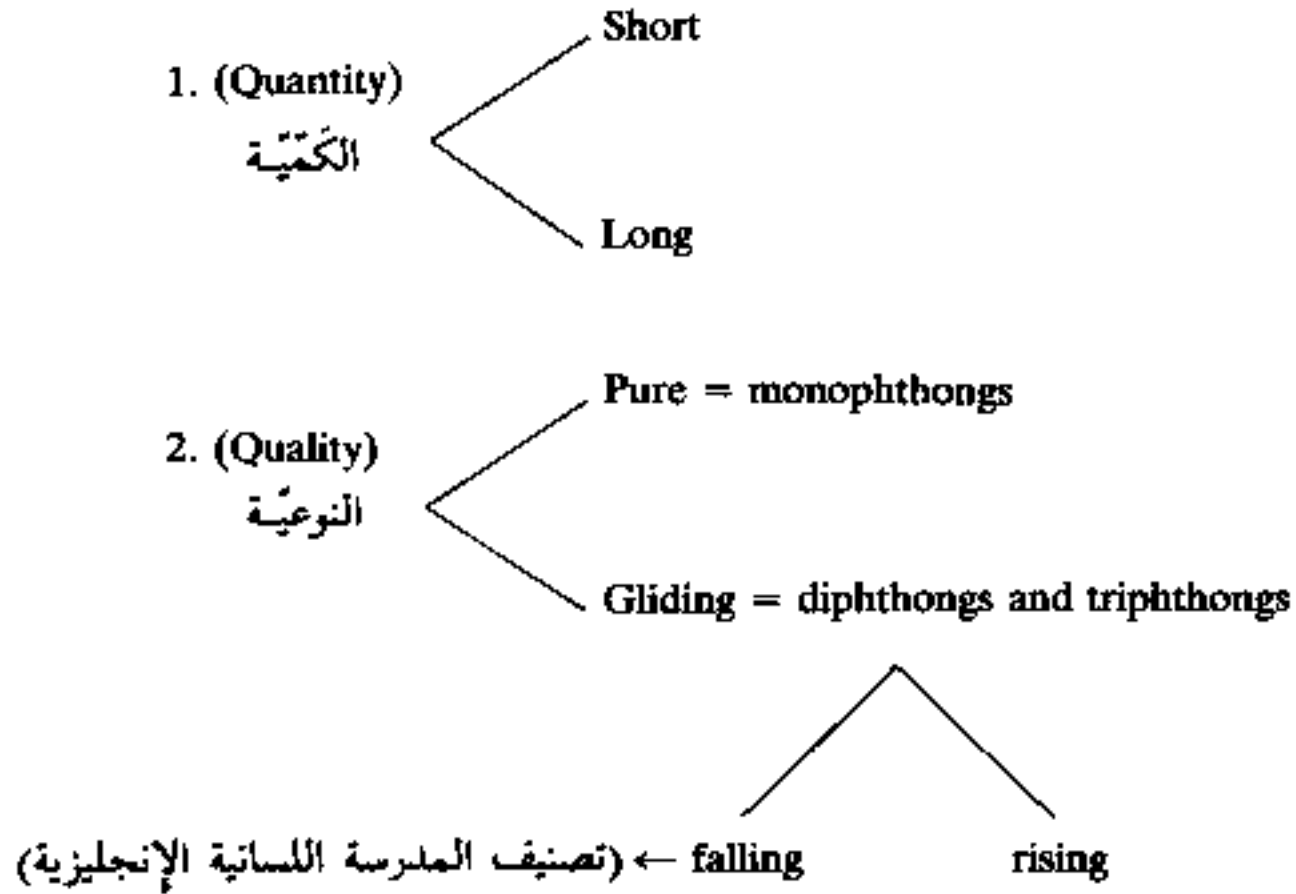 Short
1. (Quantity)
الكَمّيّـة
Long
Pure = monophthongs
2. (Quality)
النوعيّـة
Gliding = diphthongs and triphthongs
(تصنيف المدرسة اللسانية الإنجليزية) ← falling rising